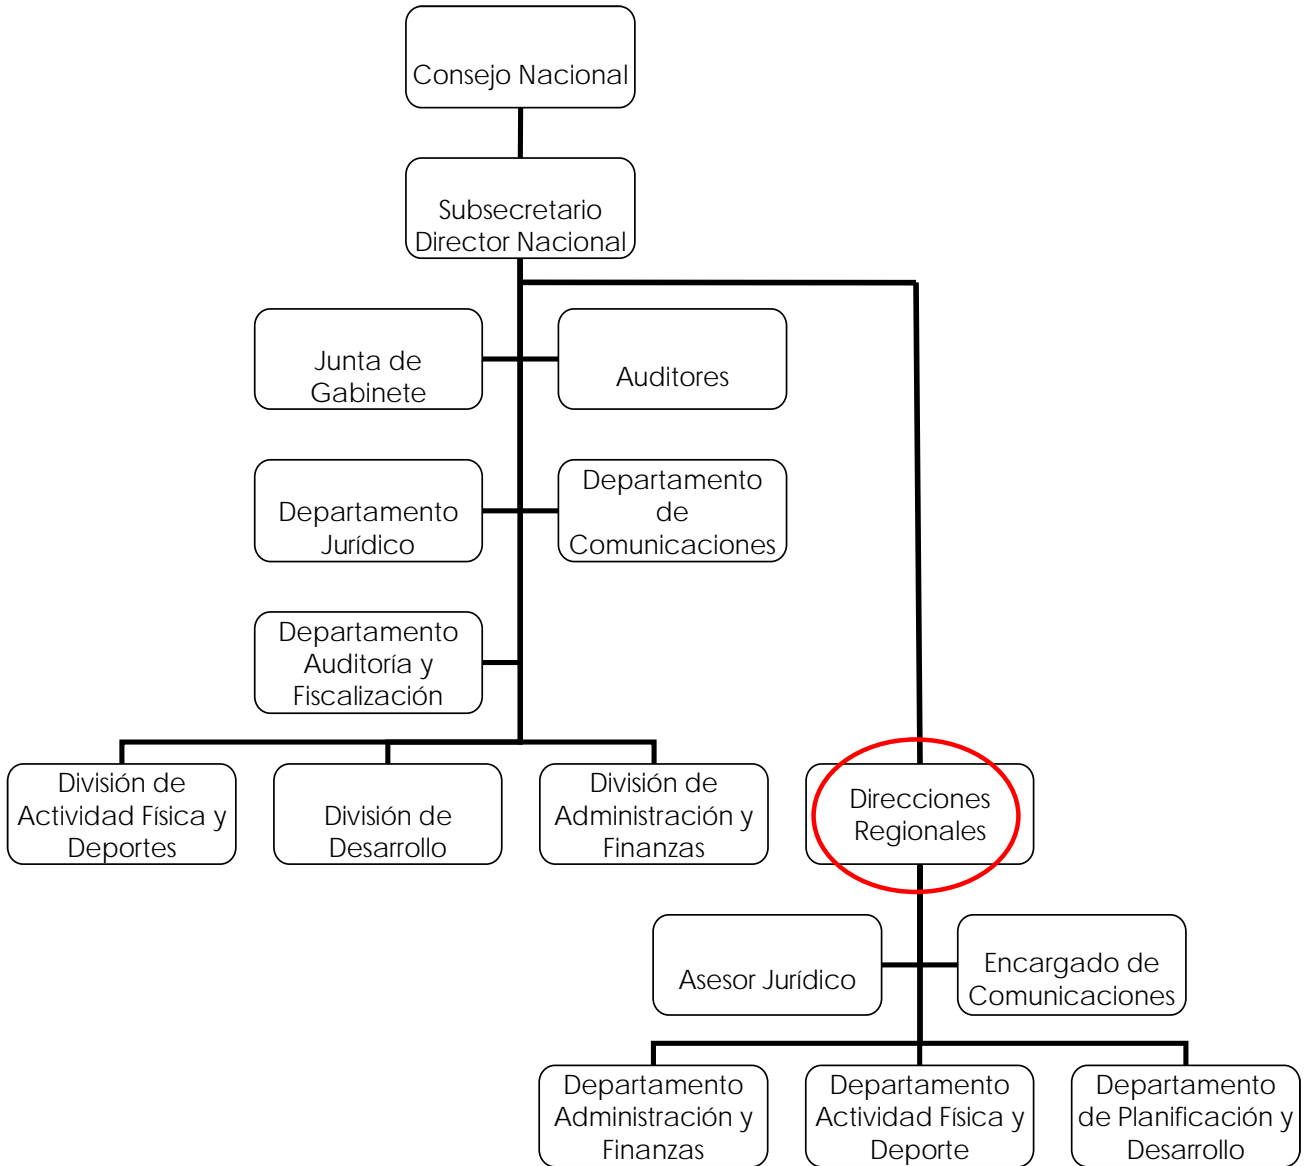 Consejo Nacional
Subsecretario
Director Nacional
Junta de
Gabinete
Auditores
Departamento
Jurídico
Departamento
de
Comunicaciones
Departamento
Auditoría y
Fiscalización
División de
Actividad Física y
Deportes
División de
Desarrollo
División de
Administración y
Finanzas
Direcciones
Regionales
Asesor Jurídico
Encargado de
Comunicaciones
Departamento
Administración y
Finanzas
Departamento
Actividad Física y
Deporte
Departamento
de Planificación y
Desarrollo